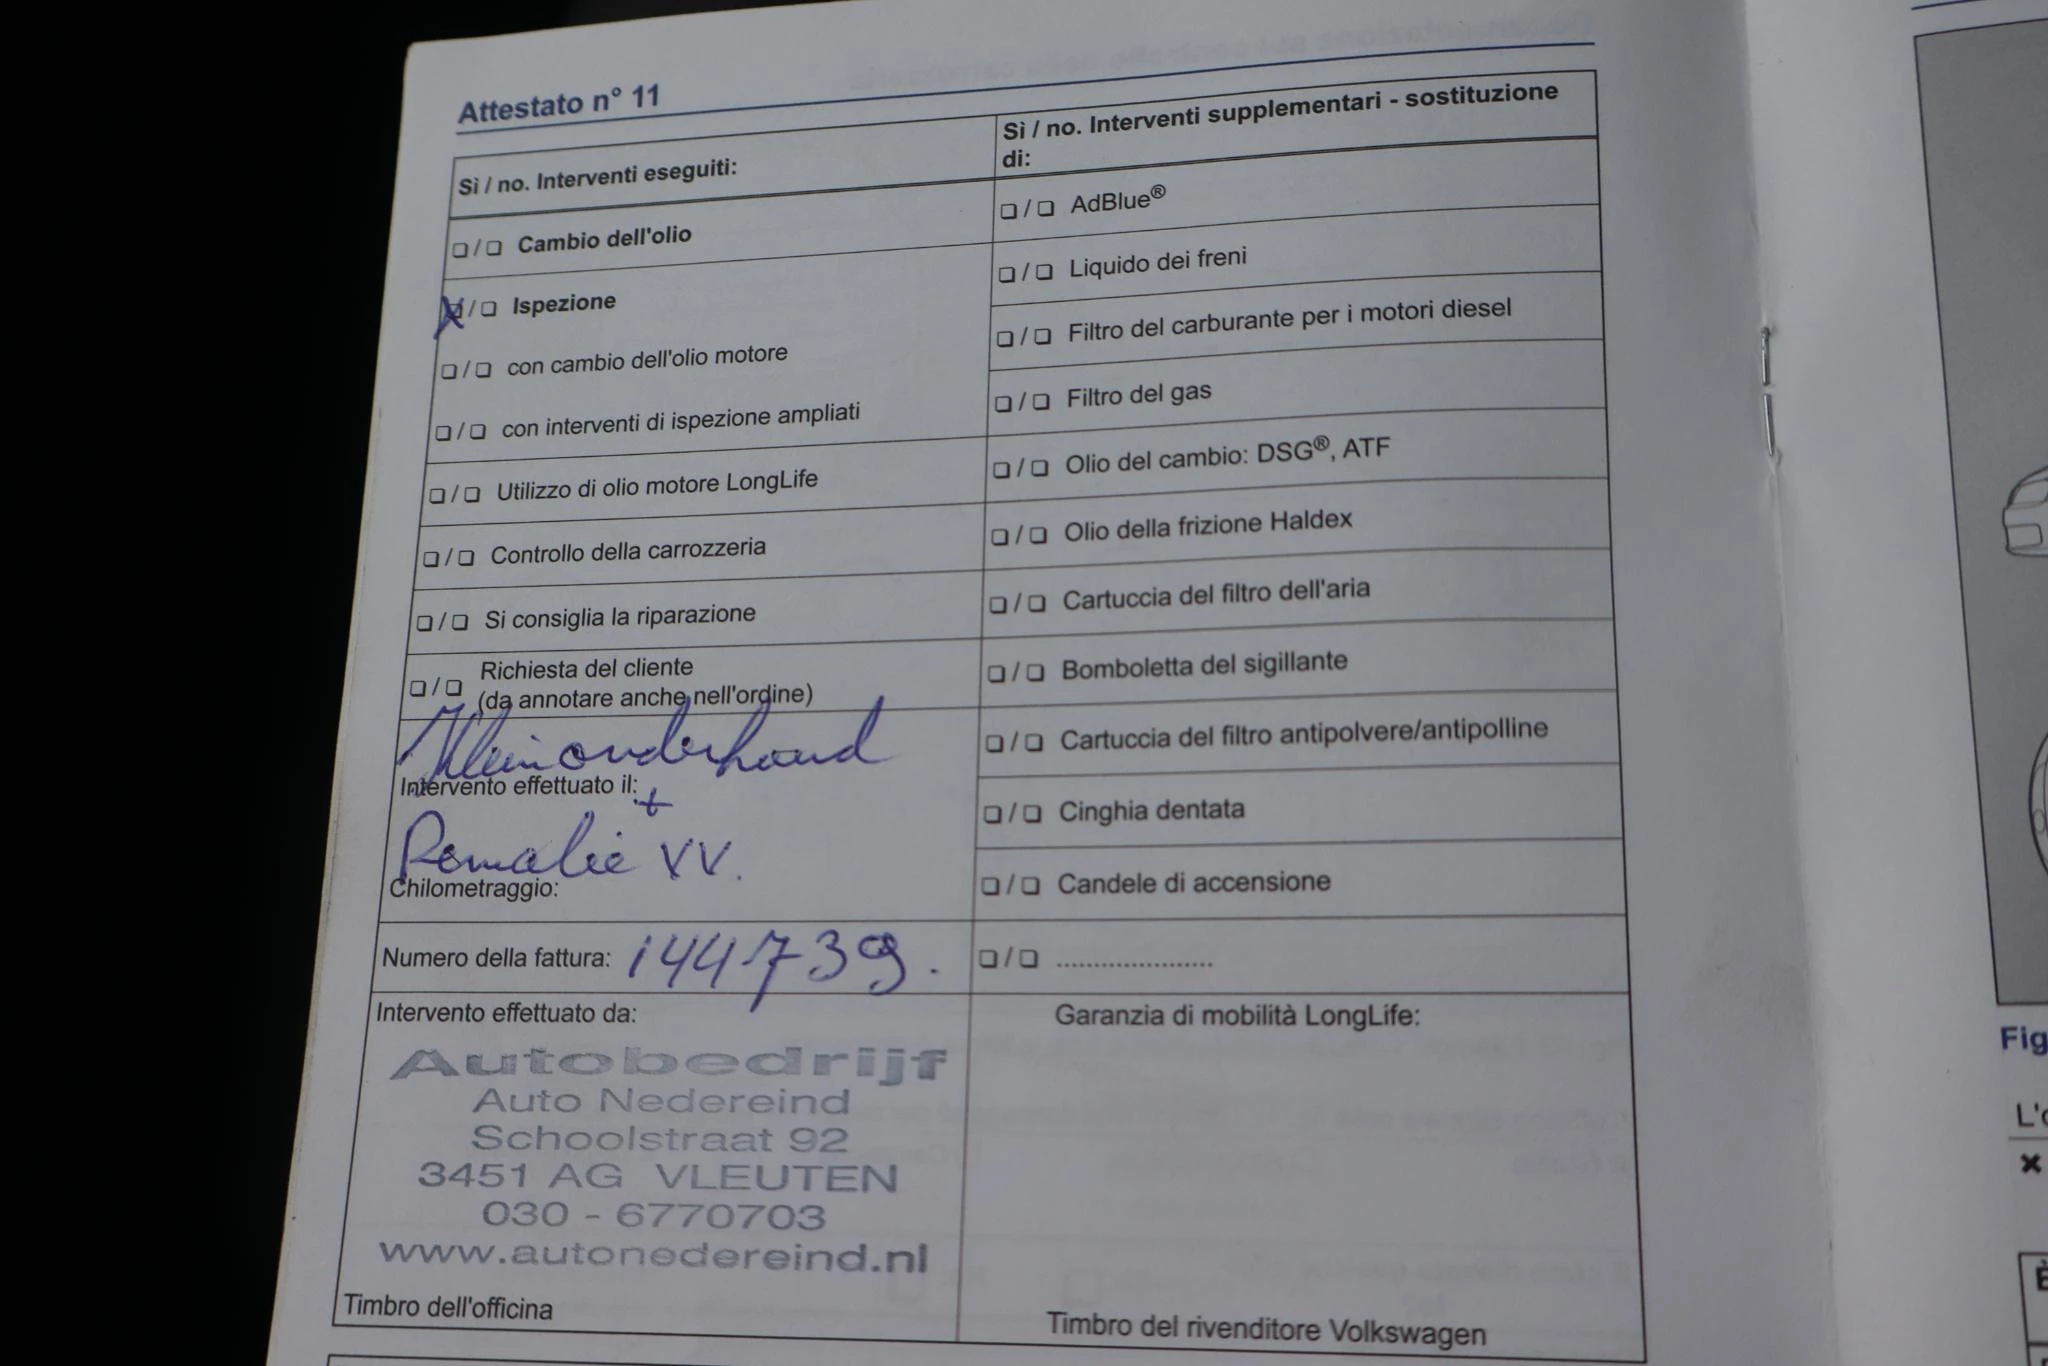 Attestato n° 11
Sì / no. Interventi eseguiti:
❑ / ❑ Cambio dell'olio
X / ❑ Ispezione
❑ / ❑ con cambio dell'olio motore
❑ / ❑ con interventi di ispezione ampliati
❑ / ❑ Utilizzo di olio motore LongLife
❑ / ❑ Controllo della carrozzeria
❑ / ❑ Si consiglia la riparazione
❑ / ❑ Richiesta del cliente
(da annotare anche nell'ordine)
Klein onderhoud
Intervento effettuato il:
+
Remolie VV.
Chilometraggio:
Numero della fattura: 144739.
Intervento effettuato da:
Autobedrijf
Auto Nedereind
Schoolstraat 92
3451 AG VLEUTEN
030 - 6770703
www.autonedereind.nl
Timbro dell'officina
Sì / no. Interventi supplementari - sostituzione
di:
❑ / ❑ AdBlue®
❑ / ❑ Liquido dei freni
❑ / ❑ Filtro del carburante per i motori diesel
❑ / ❑ Filtro del gas
❑ / ❑ Olio del cambio: DSG®, ATF
❑ / ❑ Olio della frizione Haldex
❑ / ❑ Cartuccia del filtro dell'aria
❑ / ❑ Bomboletta del sigillante
❑ / ❑ Cartuccia del filtro antipolvere/antipolline
❑ / ❑ Cinghia dentata
❑ / ❑ Candele di accensione
❑ / ❑ .....................
Garanzia di mobilità LongLife:
Timbro del rivenditore Volkswagen
Fig